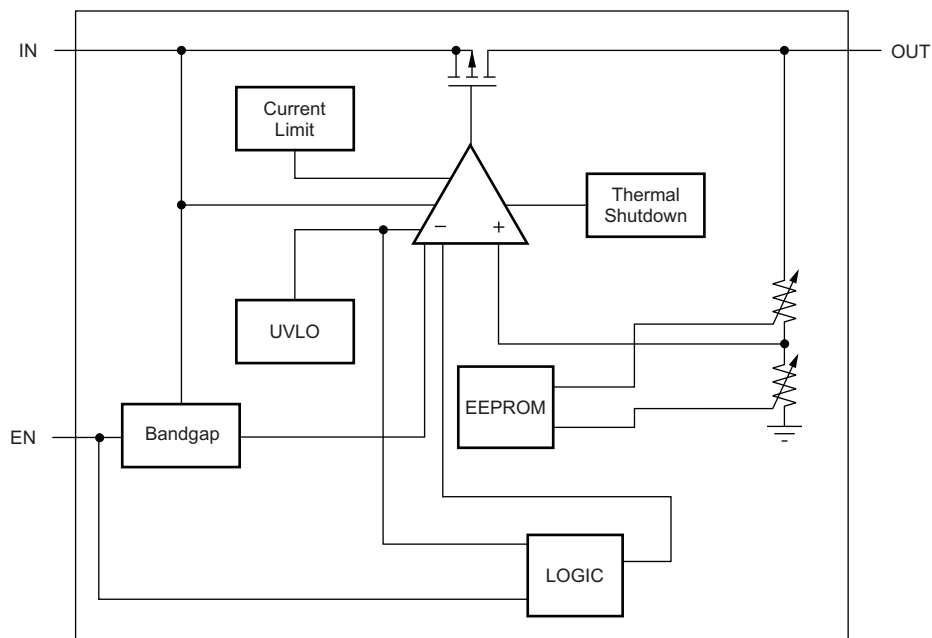 IN
OUT
Current
Limit
Thermal
Shutdown
− +
UVLO
EEPROM
EN
Bandgap
LOGIC